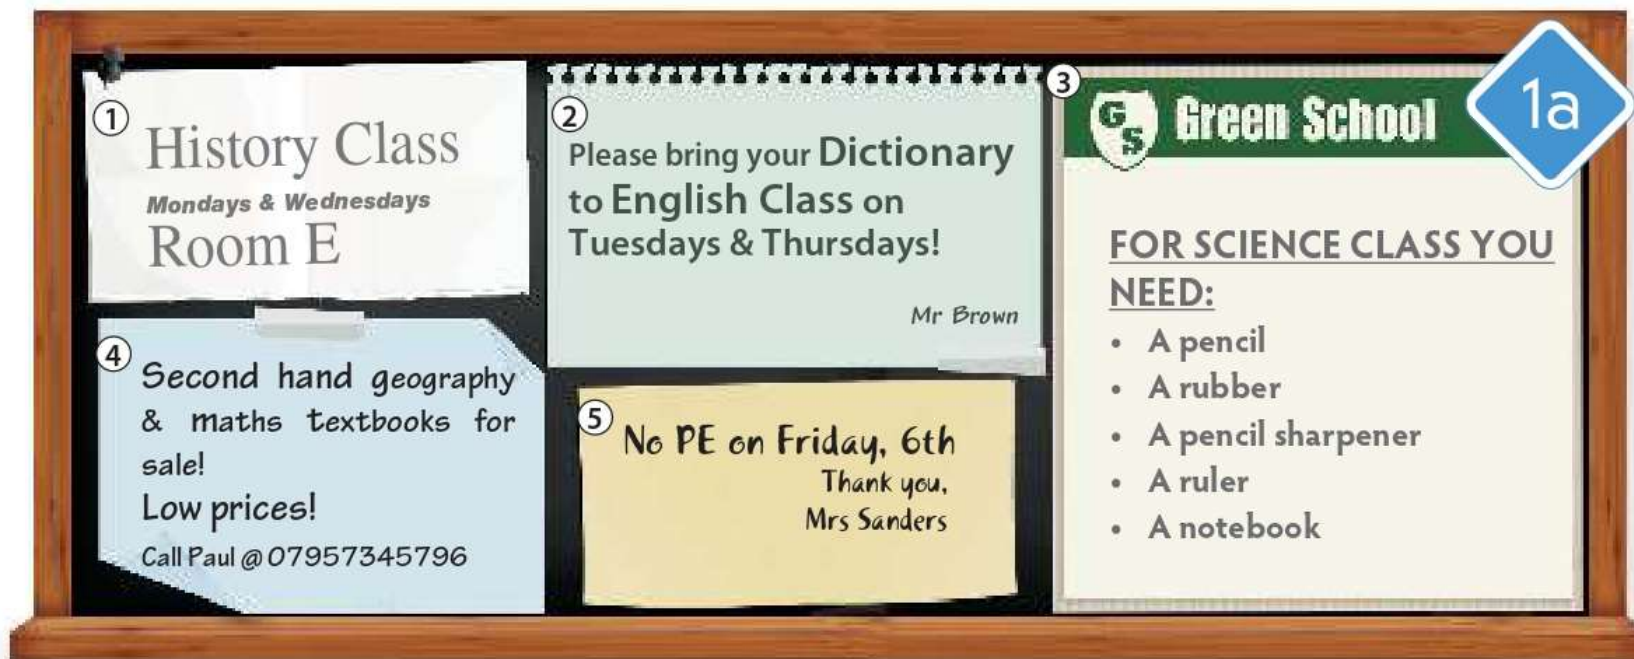 1
History Class
Mondays & Wednesdays
Room E
2
Please bring your Dictionary
to English Class on
Tuesdays & Thursdays!
Mr Brown
3
GS Green School
1a
FOR SCIENCE CLASS YOU
NEED:
• A pencil
• A rubber
• A pencil sharpener
• A ruler
• A notebook
4
Second hand geography
& maths textbooks for
sale!
Low prices!
Call Paul @ 07957345796
5
No PE on Friday, 6th
Thank you,
Mrs Sanders